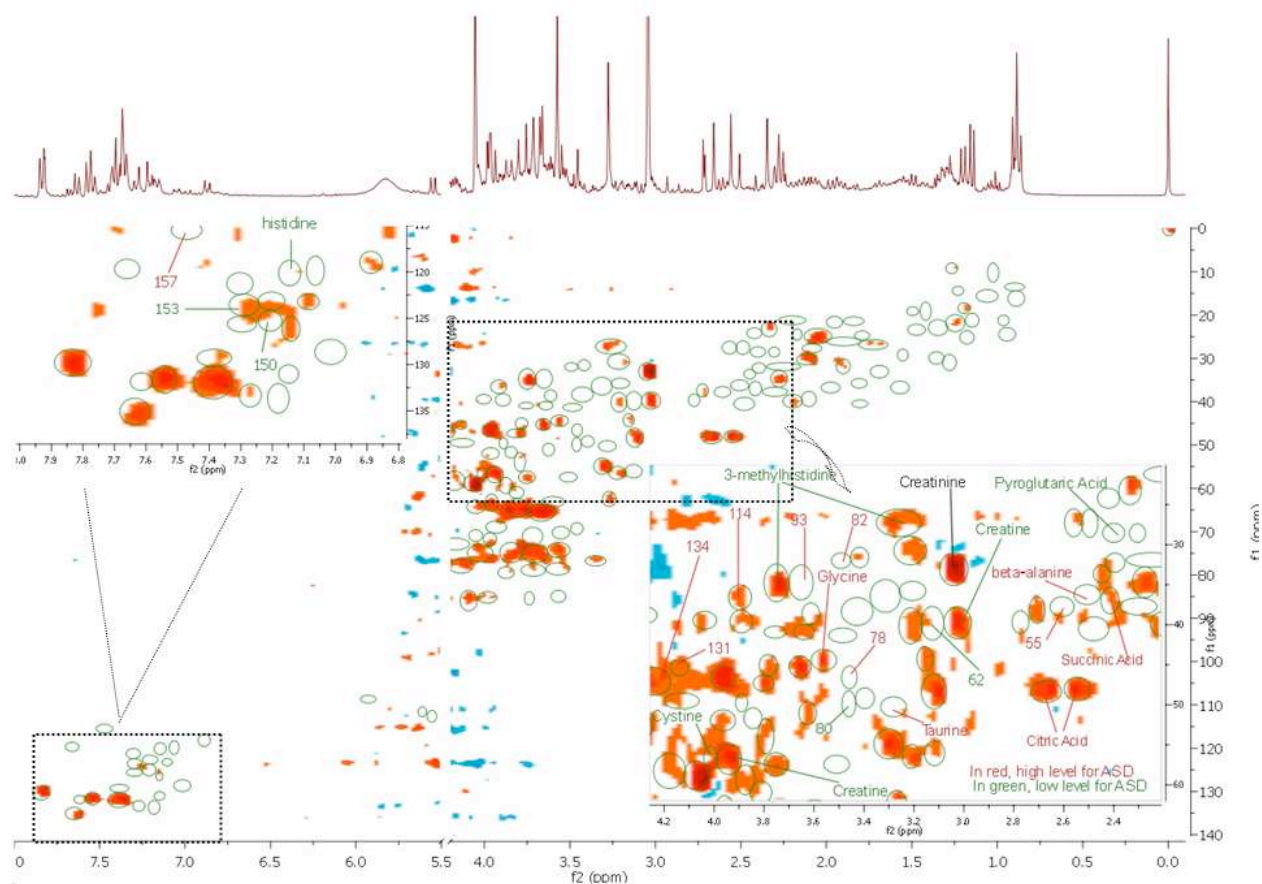 histidine
157
153
150
115
120
125
130
135
.0 7.9 7.8 7.7 7.6 7.5 7.4 7.3 7.2 7.1 7.0 6.9 6.8
f2 (ppm)
0
10
20
30
40
50
60
70
80
90
100
110
120
130
140
f1 (ppm)
3-methylhistidine
Creatinine
Pyroglutaric Acid
114
93
82
Creatine
134
Glycine
beta-alanine
131
78
55
62
Succinic Acid
Cystine
80
Taurine
Citric Acid
Creatine
In red, high level for ASD
In green, low level for ASD
30
40
50
60
f1 (ppm)
4.2 4.0 3.8 3.6 3.4 3.2 3.0 2.8 2.6 2.4
f2 (ppm)
0 7.5 7.0 6.5 6.0 5.5 4.0 3.5 3.0 2.5 2.0 1.5 1.0 0.5 0.0
f2 (ppm)